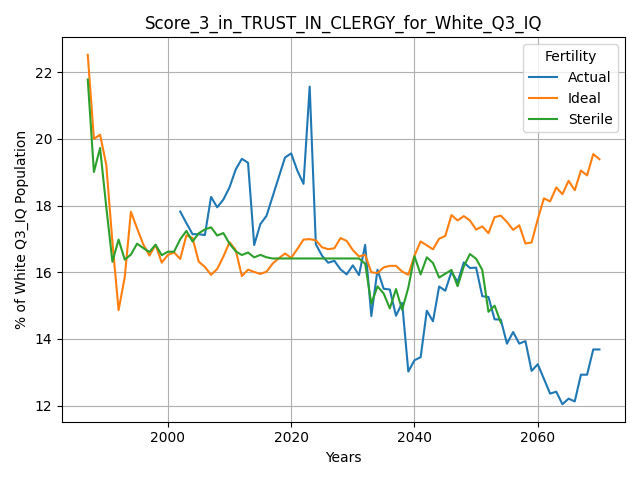 Score_3_in_TRUST_IN_CLERGY_for_White_Q3_IQ
Fertility
Actual
Ideal
Sterile
% of White Q3_IQ Population
22
20
18
16
14
12
2000
2020
2040
2060
Years